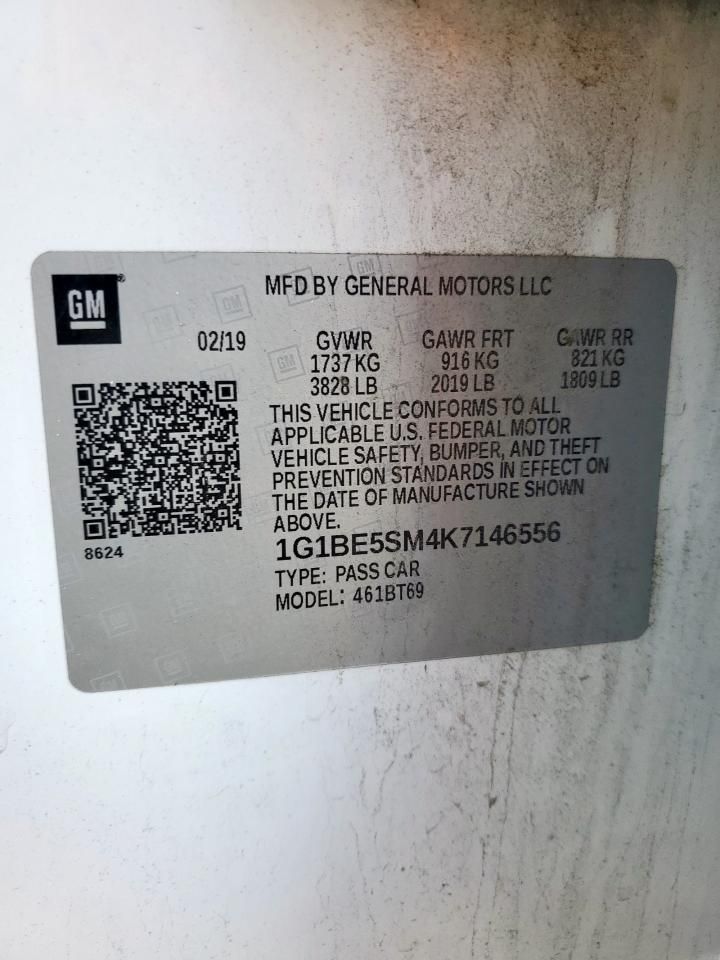 GM
MFD BY GENERAL MOTORS LLC
02/19 GVWR GAWR FRT GAWR RR
1737 KG 916 KG 821 KG
3828 LB 2019 LB 1809 LB
THIS VEHICLE CONFORMS TO ALL
APPLICABLE U.S. FEDERAL MOTOR
VEHICLE SAFETY, BUMPER, AND THEFT
PREVENTION STANDARDS IN EFFECT ON
THE DATE OF MANUFACTURE SHOWN
ABOVE.
8624
1G1BE5SM4K7146556
TYPE: PASS CAR
MODEL: 461BT69